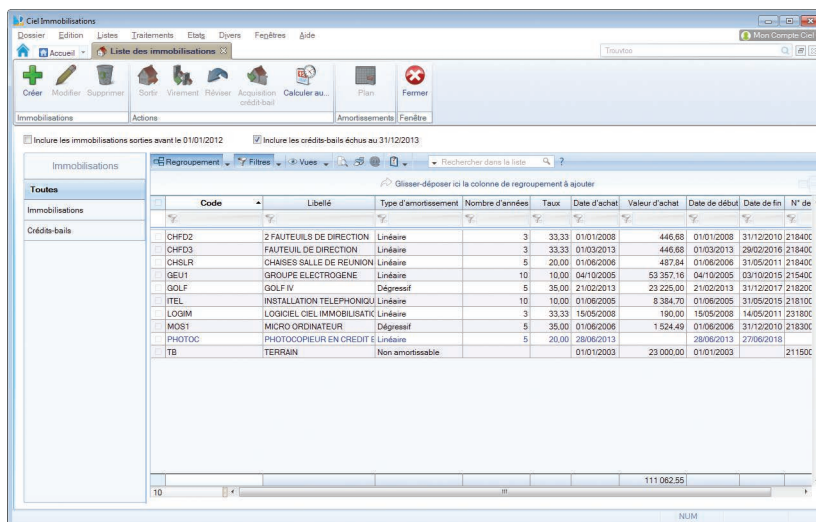 Ciel Immobilisations
Dossier Edition Listes Traitements Etats Divers Fenêtres Aide
Mon Compte Ciel
Accueil Liste des immobilisations
Trouvtoo
Créer Modifier Supprimer Sortir Virement Réviser Acquisition crédit-bail Calculer au... Plan Fermer
Immobilisations Actions Amortissements Fenêtre
Inclure les immobilisations sorties avant le 01/01/2012 Inclure les crédits-bails échus au 31/12/2013
Immobilisations
Toutes
Immobilisations
Crédits-bails
Regroupement Filtres Vues Rechercher dans la liste ?
Glisser-déposer ici la colonne de regroupement à ajouter
Code Libellé Type d'amortissement Nombre d'années Taux Date d'achat Valeur d'achat Date de début Date de fin N° de
CHFD2 2 FAUTEUILS DE DIRECTION Linéaire 3 33,33 01/01/2008 446,68 01/01/2008 31/12/2010 218400
CHFD3 FAUTEUIL DE DIRECTION Linéaire 3 33,33 01/03/2013 446,68 01/03/2013 29/02/2016 218400
CHSLR CHAISES SALLE DE REUNION Linéaire 5 20,00 01/06/2006 487,84 01/06/2006 31/05/2011 218400
GEU1 GROUPE ELECTROGENE Linéaire 10 10,00 04/10/2005 53 357,16 04/10/2005 03/10/2015 215400
GOLF GOLF IV Dégressif 5 35,00 21/02/2013 23 225,00 21/02/2013 31/12/2017 218200
ITEL INSTALLATION TELEPHONIQU Linéaire 10 10,00 01/06/2005 8 384,70 01/06/2005 31/05/2015 218100
LOGIM LOGICIEL CIEL IMMOBILISATIO Linéaire 3 33,33 15/05/2008 190,00 15/05/2008 14/05/2011 231800
MOS1 MICRO ORDINATEUR Dégressif 5 35,00 01/06/2006 1 524,49 01/06/2006 31/12/2010 218300
PHOTOC PHOTOCOPIEUR EN CREDIT E Linéaire 5 20,00 28/06/2013 28/06/2013 27/06/2018
TB TERRAIN Non amortissable 01/01/2003 23 000,00 01/01/2003 211500
111 062,55
10
NUM